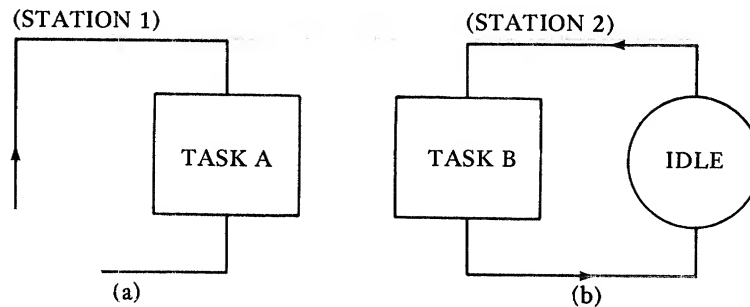 (STATION 1)
(STATION 2)
TASK A
TASK B
IDLE
(a)
(b)